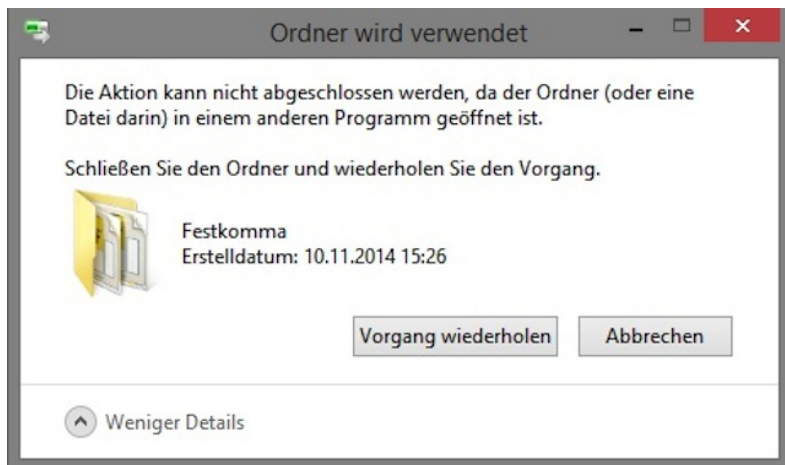 Ordner wird verwendet
Die Aktion kann nicht abgeschlossen werden, da der Ordner (oder eine
Datei darin) in einem anderen Programm geöffnet ist.
Schließen Sie den Ordner und wiederholen Sie den Vorgang.
Festkomma
Erstelldatum: 10.11.2014 15:26
Vorgang wiederholen
Abbrechen
Weniger Details